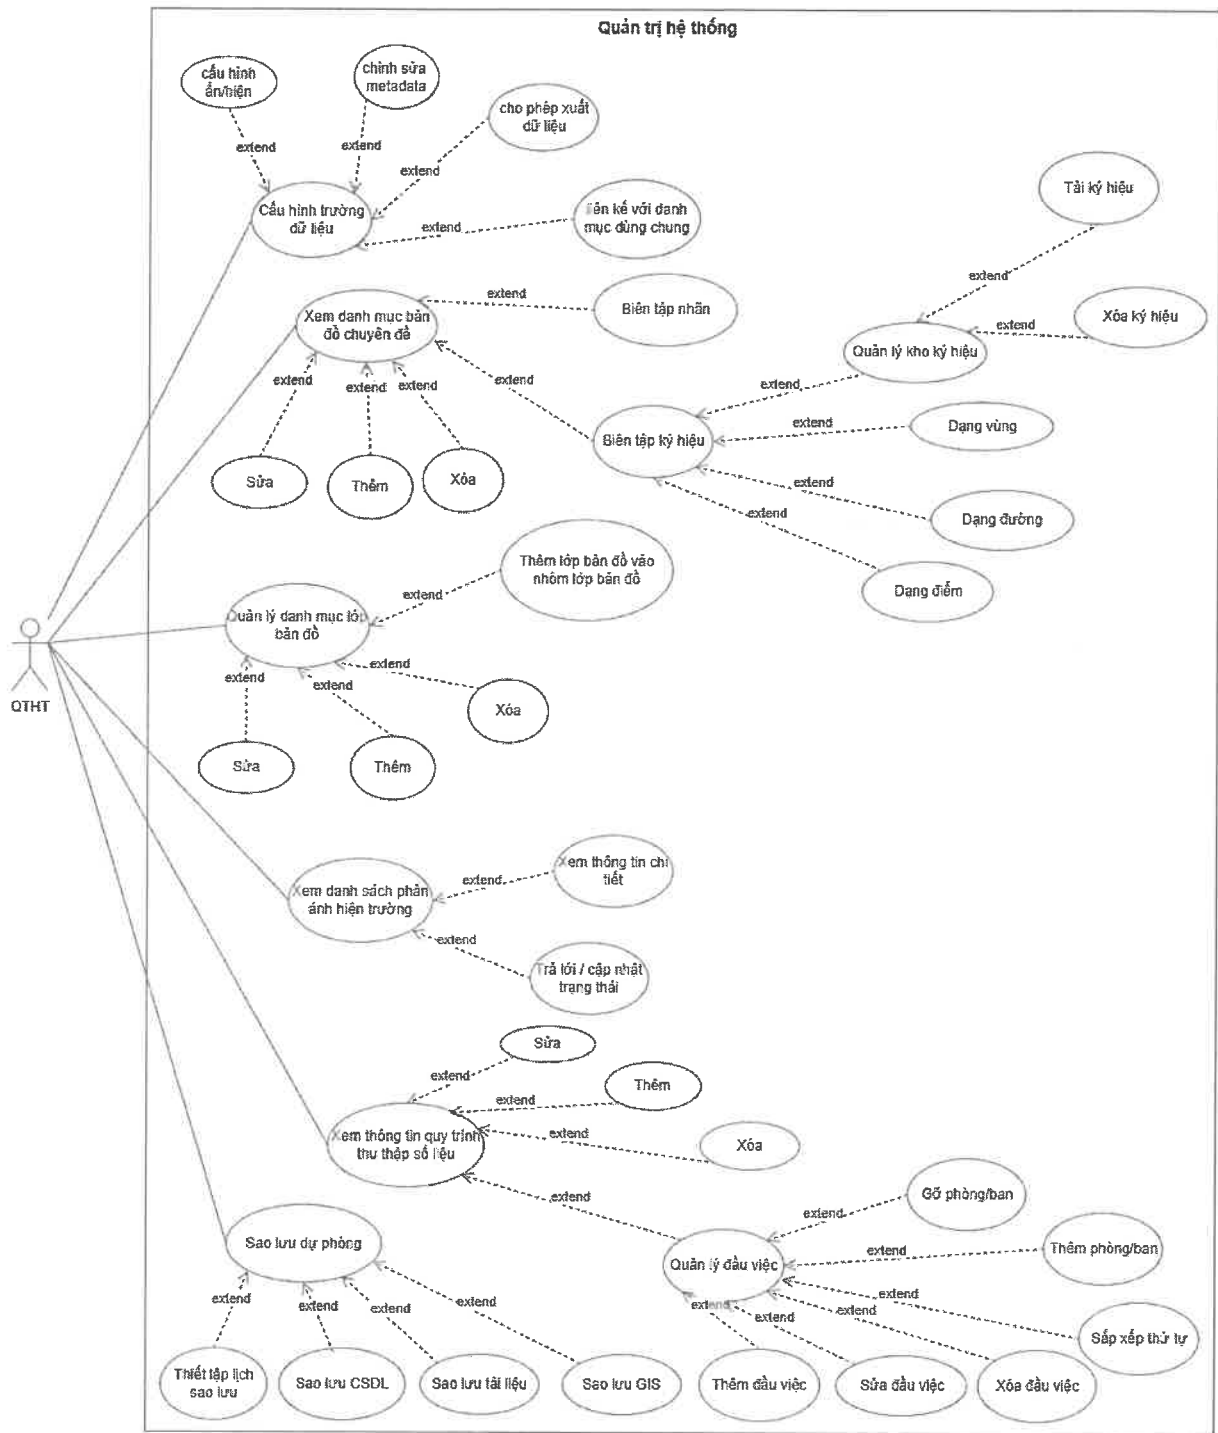 Quản trị hệ thống
cấu hình
ẩn/hiện
chỉnh sửa
metadata
cho phép xuất
dữ liệu
extend
extend
extend
Cấu hình trường
dữ liệu
extend
liên kế với danh
mục dùng chung
Tải ký hiệu
extend
Xem danh mục bản
đồ chuyên đề
extend
Biên tập nhãn
Xóa ký hiệu
extend
Quản lý kho ký hiệu
extend
extend
extend
extend
extend
Biên tập ký hiệu
extend
Dạng vùng
Sửa
Thêm
Xóa
extend
Dạng đường
extend
Dạng điểm
Thêm lớp bản đồ vào
nhóm lớp bản đồ
extend
Quản lý danh mục lớp
bản đồ
extend
extend
extend
Xóa
Sửa
Thêm
QTHT
Xem thông tin chi
tiết
extend
Xem danh sách phản
ánh hiện trường
extend
Trả lời / cập nhật
trạng thái
Sửa
extend
Thêm
extend
Xem thông tin quy trình
thu thập số liệu
extend
Xóa
extend
Gỡ phòng/ban
extend
Sao lưu dự phòng
Quản lý đầu việc
extend
Thêm phòng/ban
extend
extend
extend
extend
extend
extend
extend
extend
Sắp xếp thứ tự
Thiết lập lịch
sao lưu
Sao lưu CSDL
Sao lưu tài liệu
Sao lưu GIS
Thêm đầu việc
Sửa đầu việc
Xóa đầu việc